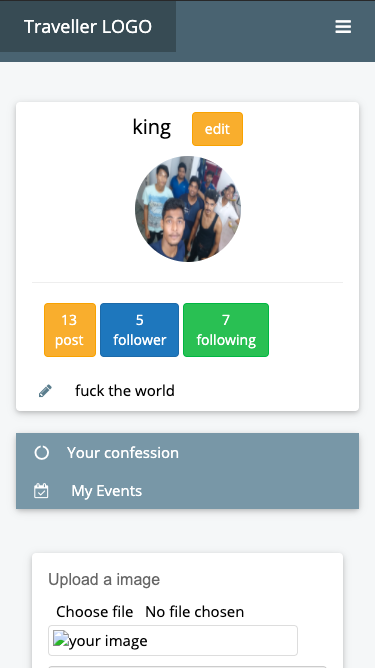 Traveller LOGO
king edit
13 5 7
post follower following
fuck the world
Your confession
My Events
Upload a image
Choose file No file chosen
your image